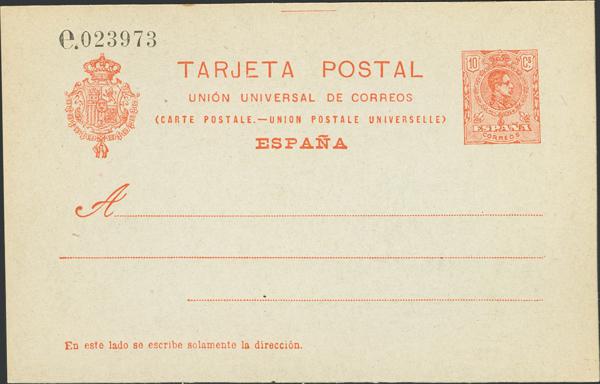 e.023973
TARJETA POSTAL
UNIÓN UNIVERSAL DE CORREOS
(CARTE POSTALE.—UNION POSTALE UNIVERSELLE)
ESPAÑA
10 Cs
ESPAÑA
CORREOS
A
En este lado se escribe solamente la dirección.